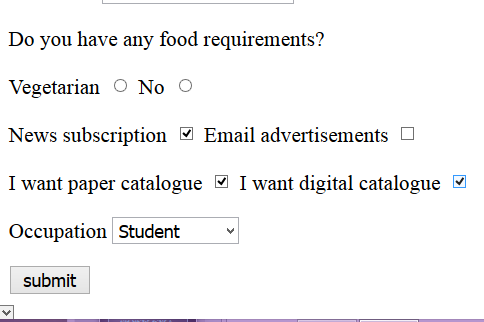 Do you have any food requirements?
Vegetarian No
News subscription Email advertisements
I want paper catalogue I want digital catalogue
Occupation Student
submit